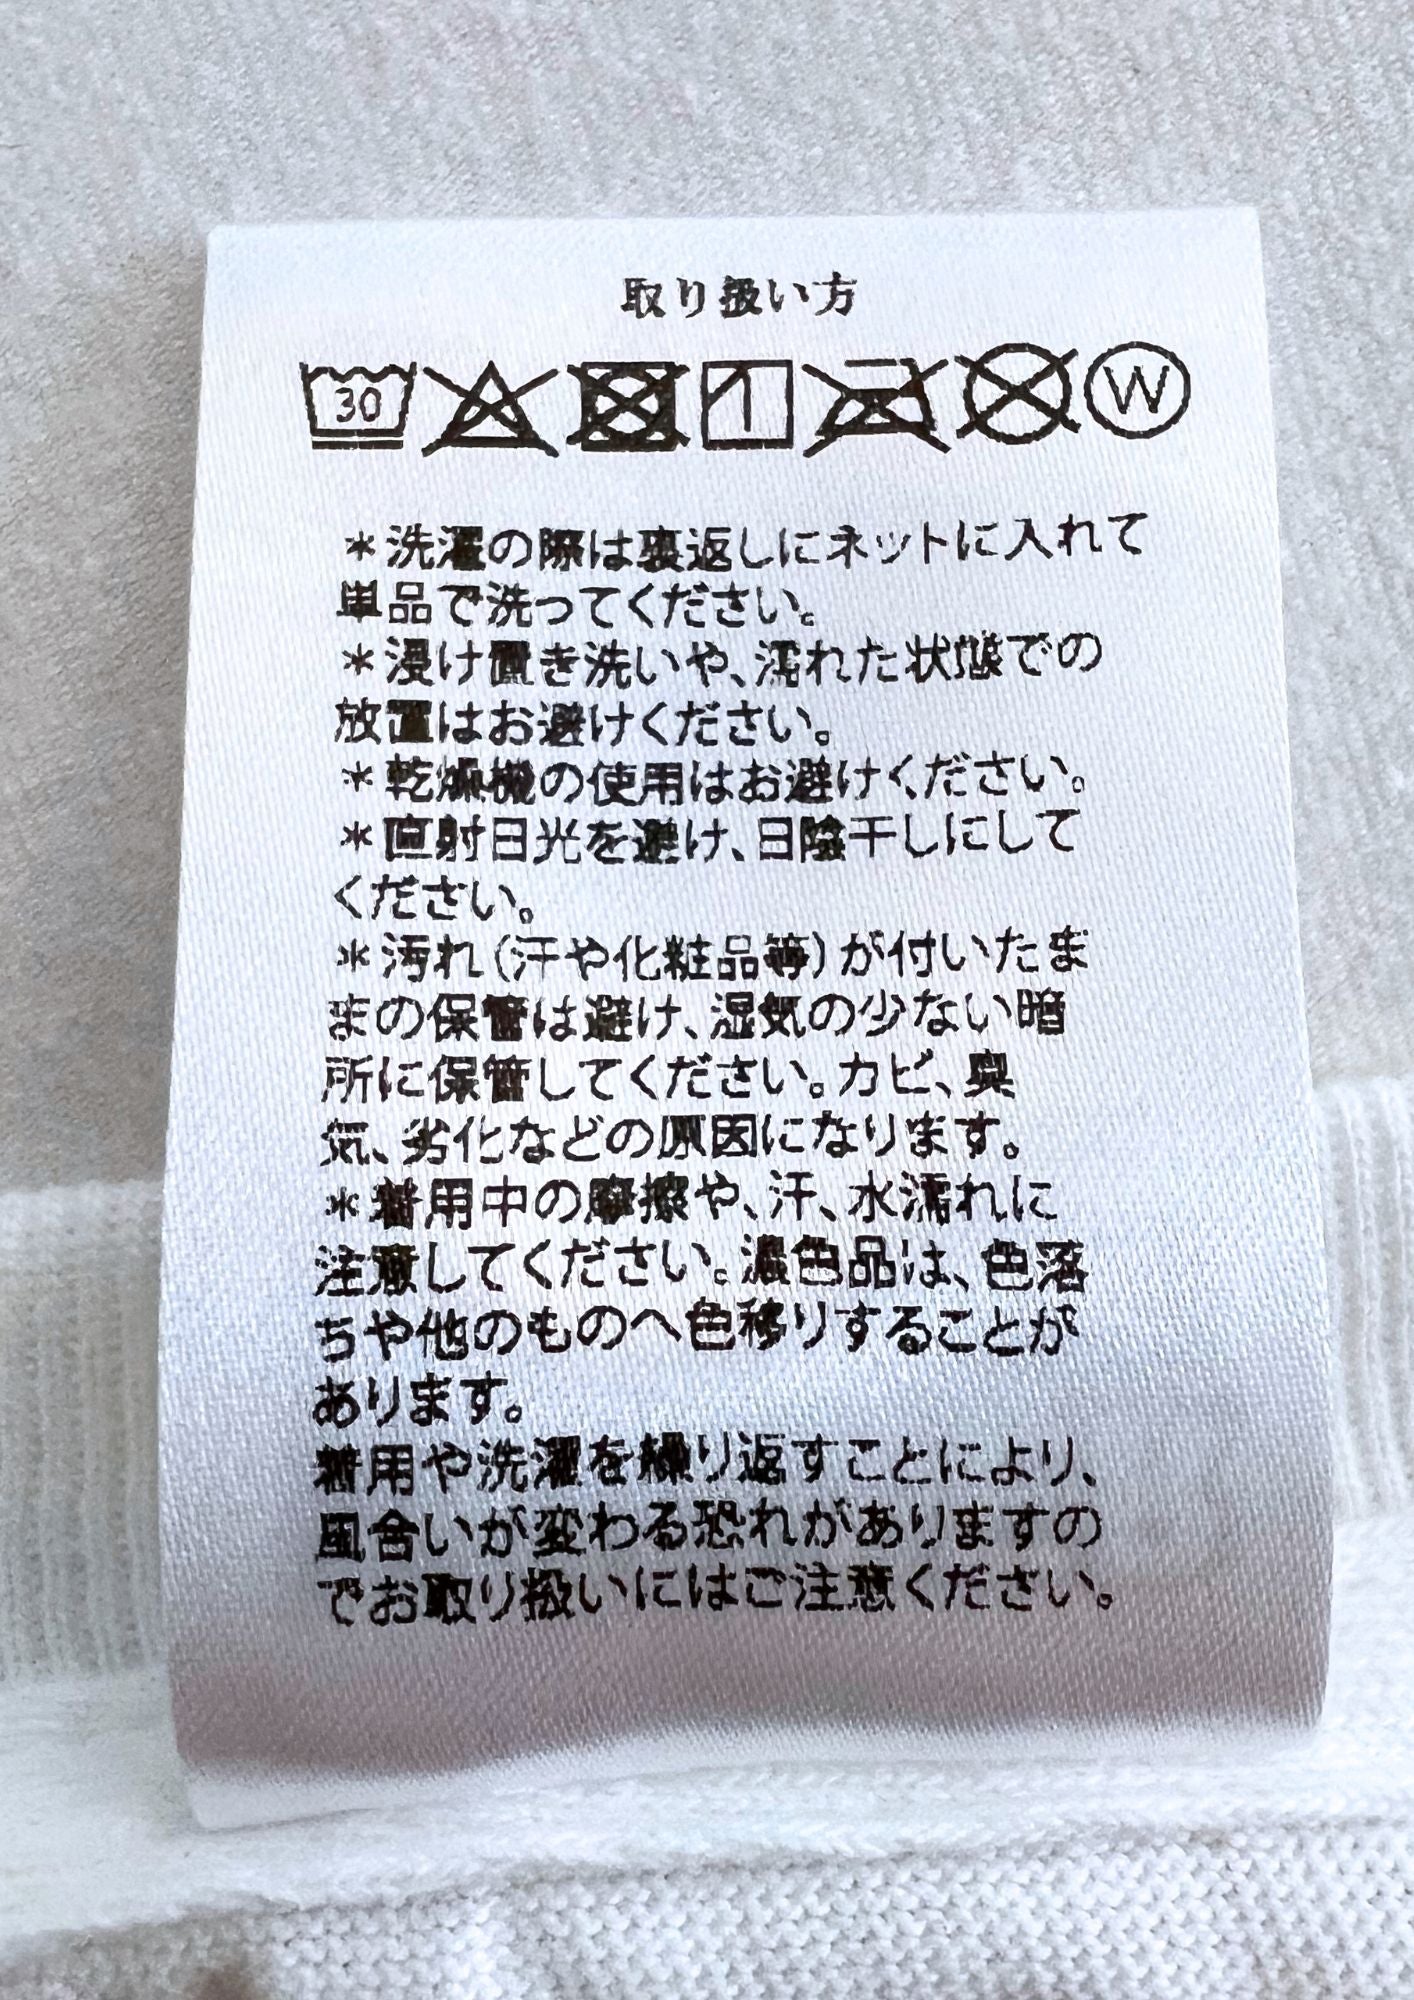 取り扱い方
30 W
＊洗濯の際は裏返しにネットに入れて
単品で洗ってください。
＊浸け置き洗いや、濡れた状態での
放置はお避けください。
＊乾燥機の使用はお避けください。
＊直射日光を避け、日陰干しにして
ください。
＊汚れ（汗や化粧品等）が付いたま
まの保管は避け、湿気の少ない暗
所に保管してください。カビ、臭
気、劣化などの原因になります。
＊着用中の摩擦や、汗、水濡れに
注意してください。濃色品は、色落
ちや他のものへ色移りすることが
あります。
着用や洗濯を繰り返すことにより、
風合いが変わる恐れがありますの
でお取り扱いにはご注意ください。